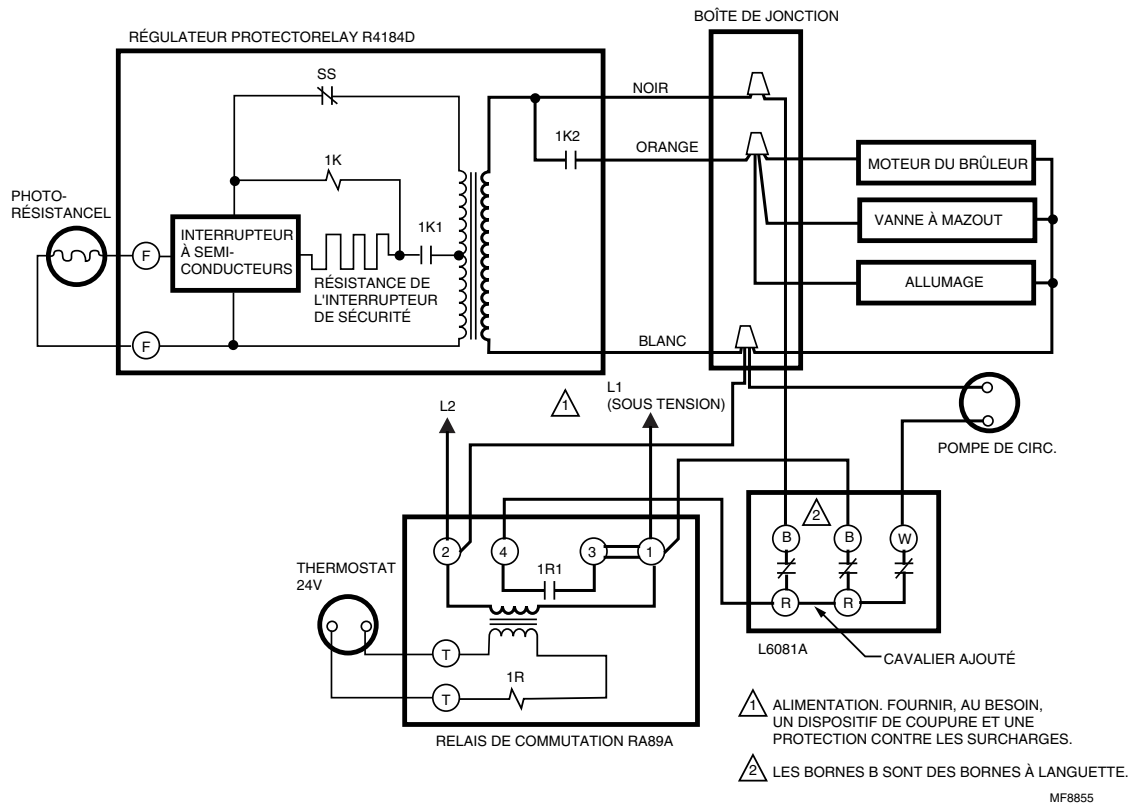 BOÎTE DE JONCTION
RÉGULATEUR PROTECTORELAY R4184D
SS
NOIR
1K2
ORANGE
1K
MOTEUR DU BRÛLEUR
PHOTO-
RÉSISTANCEL
1K1
INTERRUPTEUR
À SEMI-
CONDUCTEURS
F
VANNE À MAZOUT
RÉSISTANCE DE
L'INTERRUPTEUR
DE SÉCURITÉ
ALLUMAGE
F
BLANC
L2
1
L1
(SOUS TENSION)
POMPE DE CIRC.
2
2
4
3
1
B
B
W
1R1
THERMOSTAT
24V
R
R
T
L6081A
CAVALIER AJOUTÉ
1R
T
RELAIS DE COMMUTATION RA89A
1 ALIMENTATION. FOURNIR, AU BESOIN,
UN DISPOSITIF DE COUPURE ET UNE
PROTECTION CONTRE LES SURCHARGES.
2 LES BORNES B SONT DES BORNES À LANGUETTE.
MF8855